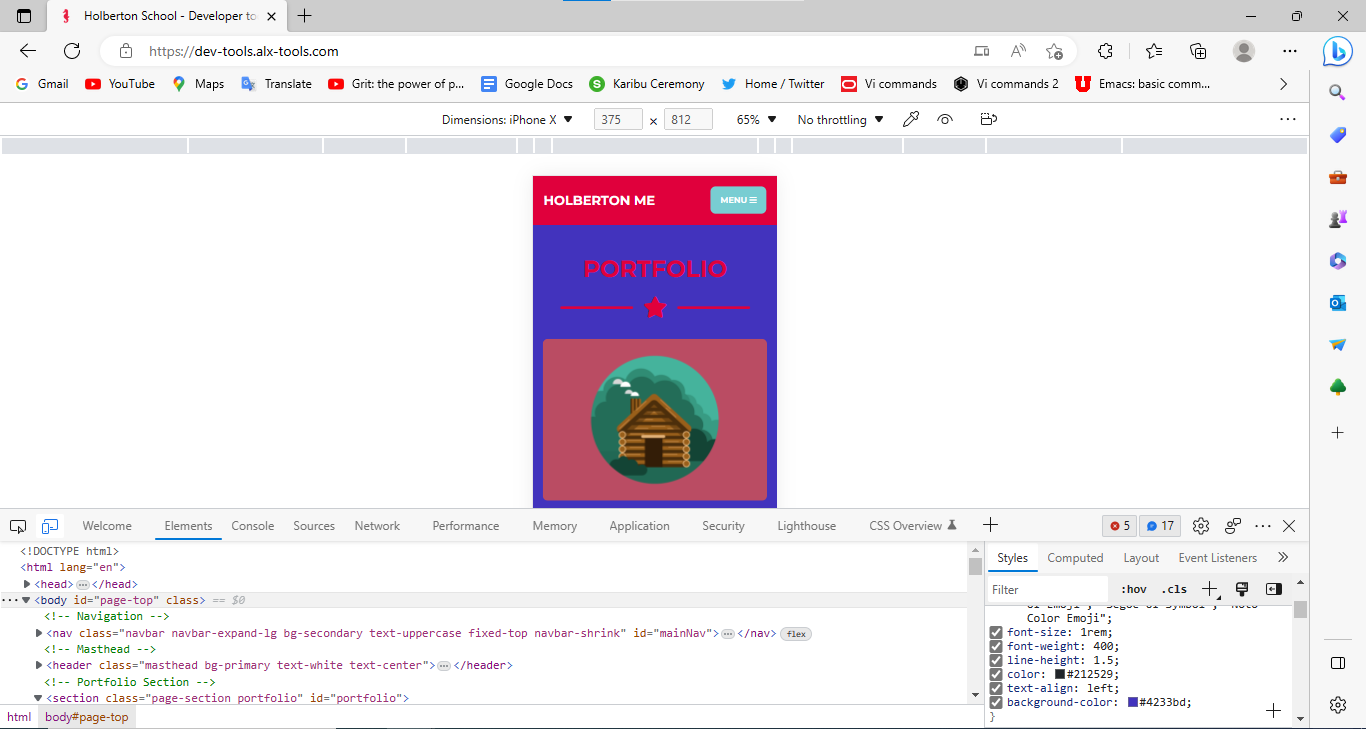 Holberton School - Developer to
https://dev-tools.alx-tools.com
Gmail YouTube Maps Translate Grit: the power of p... Google Docs Karibu Ceremony Home / Twitter Vi commands Vi commands 2 Emacs: basic comm...
Dimensions: iPhone X 375 x 812 65% No throttling
HOLBERTON ME MENU
PORTFOLIO
Welcome Elements Console Sources Network Performance Memory Application Security Lighthouse CSS Overview 5 17
<!DOCTYPE html>
<html lang="en">
<head> </head>
<body id="page-top" class> == $0
<!-- Navigation -->
<nav class="navbar navbar-expand-lg bg-secondary text-uppercase fixed-top navbar-shrink" id="mainNav"> </nav> flex
<!-- Masthead -->
<header class="masthead bg-primary text-white text-center"> </header>
<!-- Portfolio Section -->
<section class="page-section portfolio" id="portfolio">
html body#page-top
Styles Computed Layout Event Listeners
Filter :hov .cls
UI Emoji", "Segoe UI Symbol", "Noto
Color Emoji";
font-size: 1rem;
font-weight: 400;
line-height: 1.5;
color: #212529;
text-align: left;
background-color: #4233bd;
}